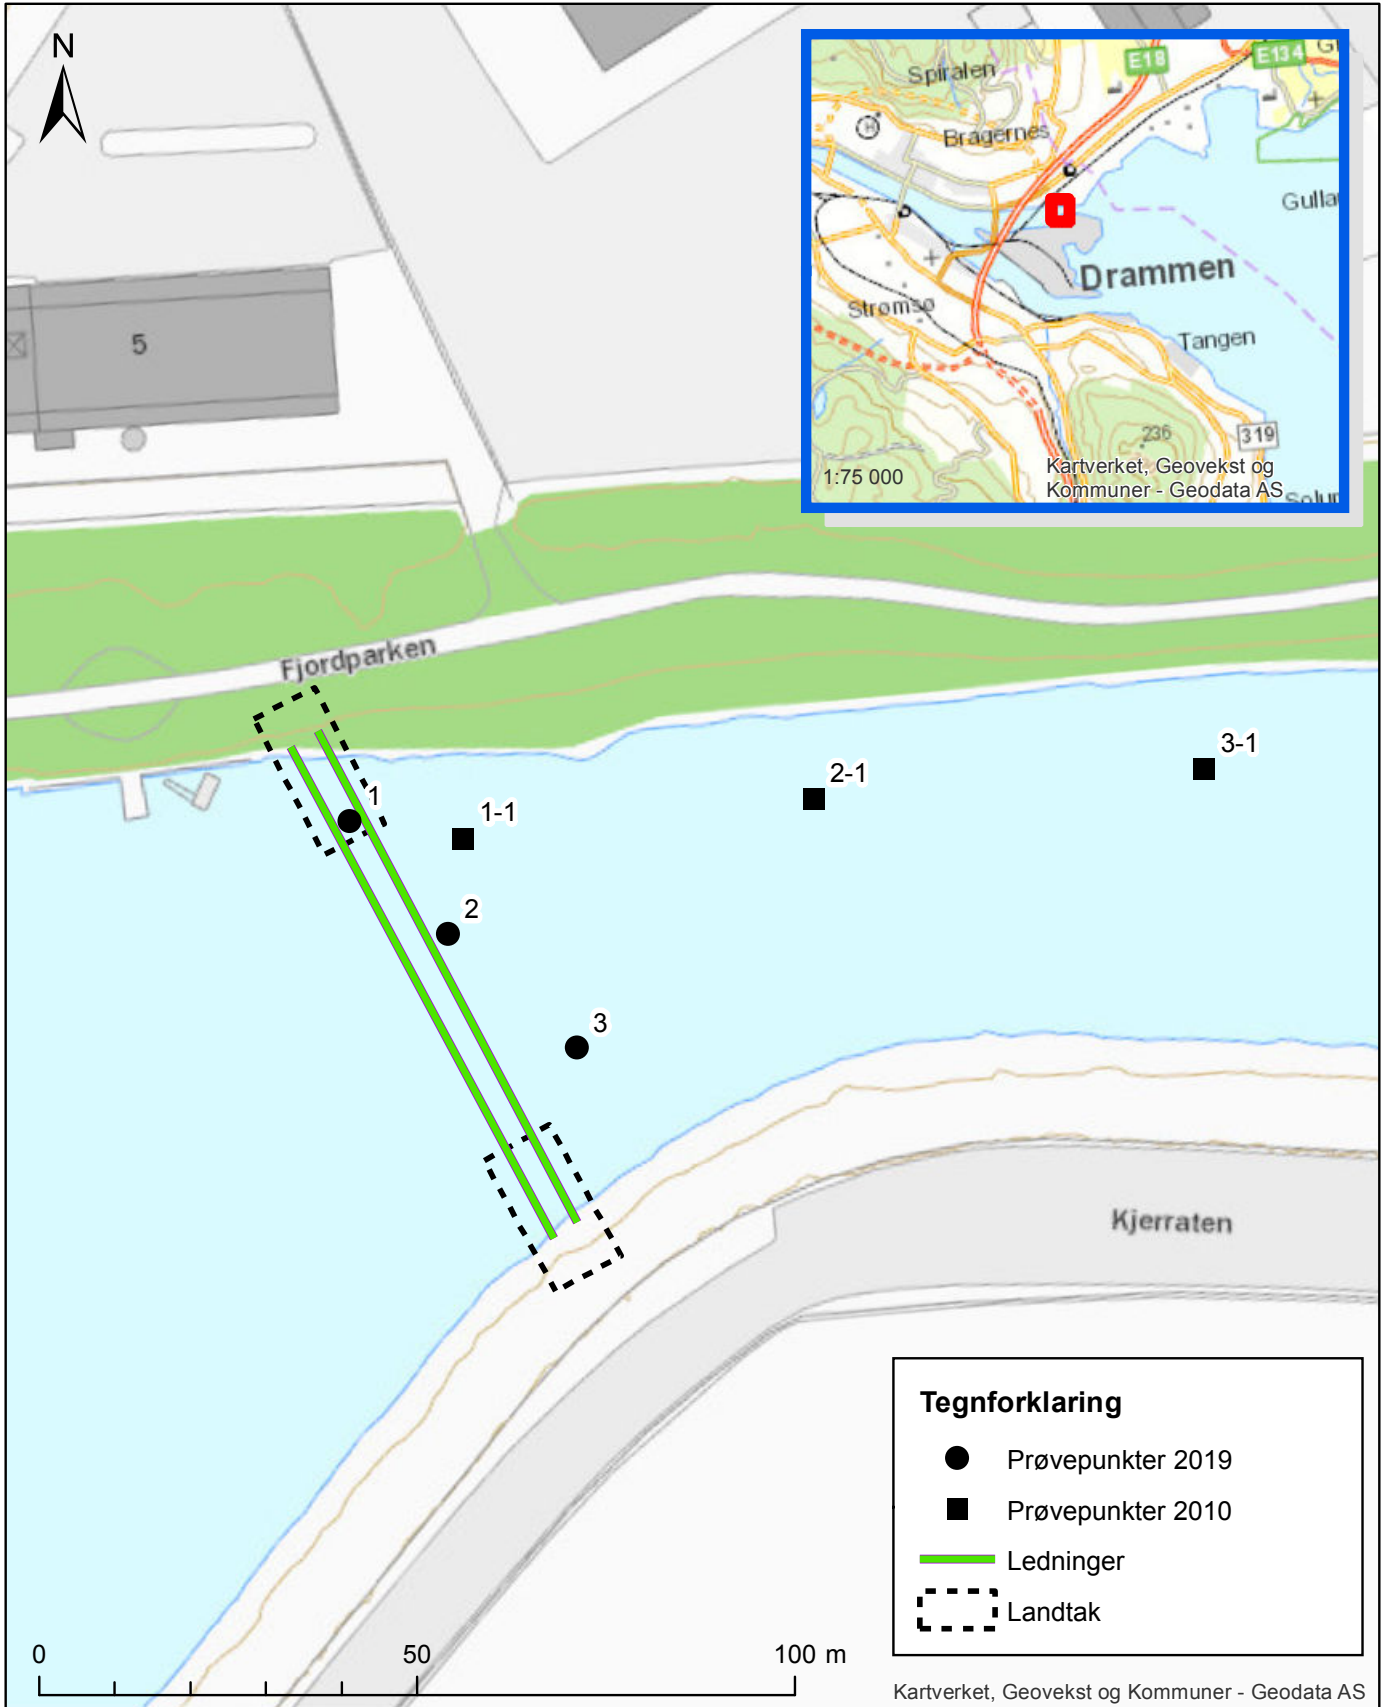 N
Spiralen
E18
E134
Bragernes
H
Drammen
Strømsø
Tangen
236
319
1:75 000
Kartverket, Geovekst og
Kommuner - Geodata AS
5
Fjordparken
3-1
2-1
1
1-1
2
3
Kjerraten
Tegnforklaring
Prøvepunkter 2019
Prøvepunkter 2010
Ledninger
Landtak
0 50 100 m
Kartverket, Geovekst og Kommuner - Geodata AS